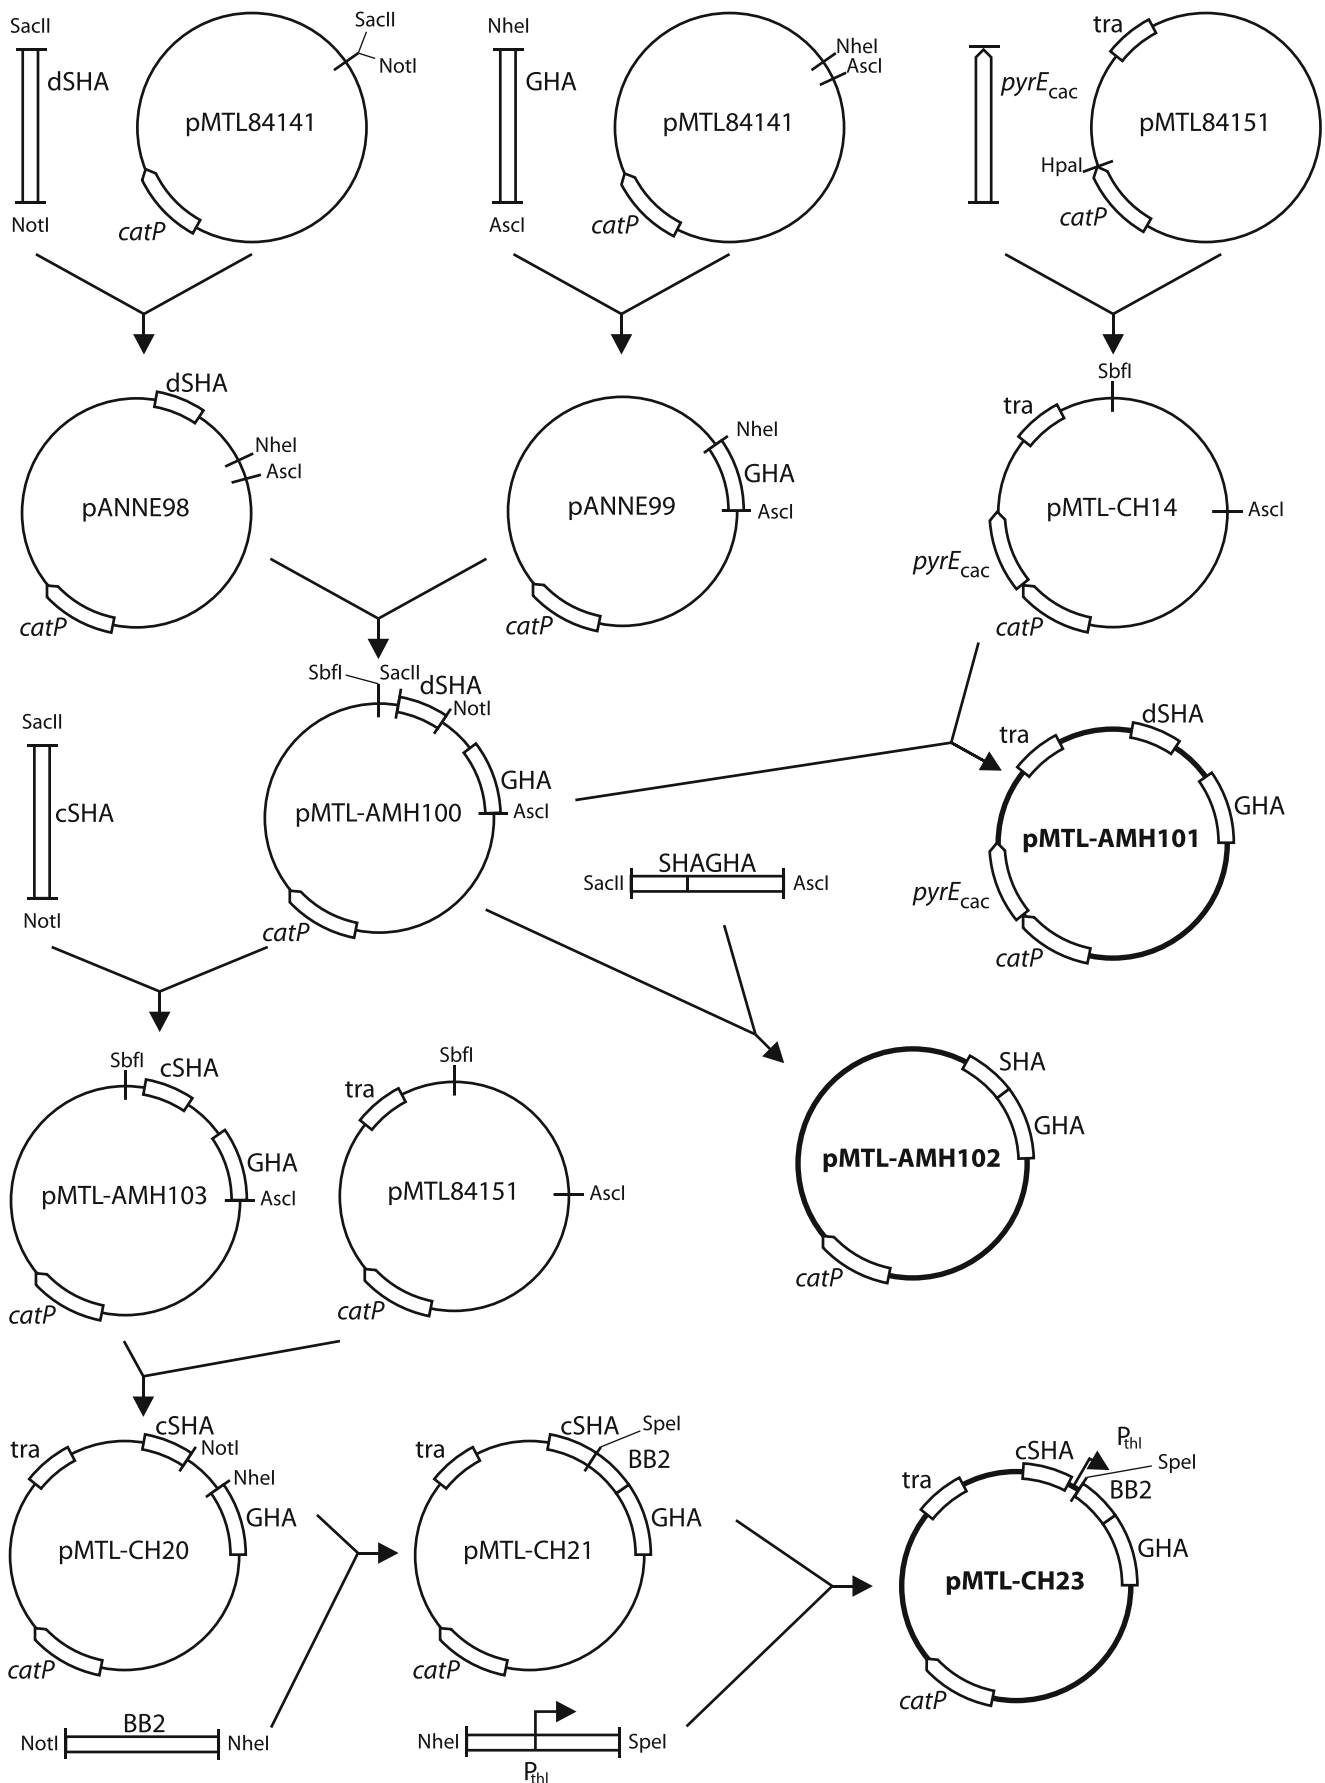 SacII
dSHA
NotI
SacII
NotI
pMTL84141
catP
NheI
GHA
AscI
NheI
AscI
pMTL84141
catP
pyrEcac
tra
pMTL84151
HpaI
catP
dSHA
NheI
AscI
pANNE98
catP
NheI
GHA
AscI
pANNE99
catP
SbfI
tra
pMTL-CH14
AscI
pyrEcac
catP
SacII
cSHA
NotI
SbfI
SacII
dSHA
NotI
GHA
AscI
pMTL-AMH100
catP
SHAGHA
SacII
AscI
tra
dSHA
GHA
pMTL-AMH101
pyrEcac
catP
SbfI
cSHA
GHA
AscI
pMTL-AMH103
catP
SbfI
tra
pMTL84151
AscI
catP
SHA
GHA
pMTL-AMH102
catP
tra
cSHA
NotI
NheI
GHA
pMTL-CH20
catP
NotI
BB2
NheI
tra
cSHA
SpeI
BB2
GHA
pMTL-CH21
catP
NheI
SpeI
Pthl
tra
cSHA
Pthl
SpeI
BB2
GHA
pMTL-CH23
catP